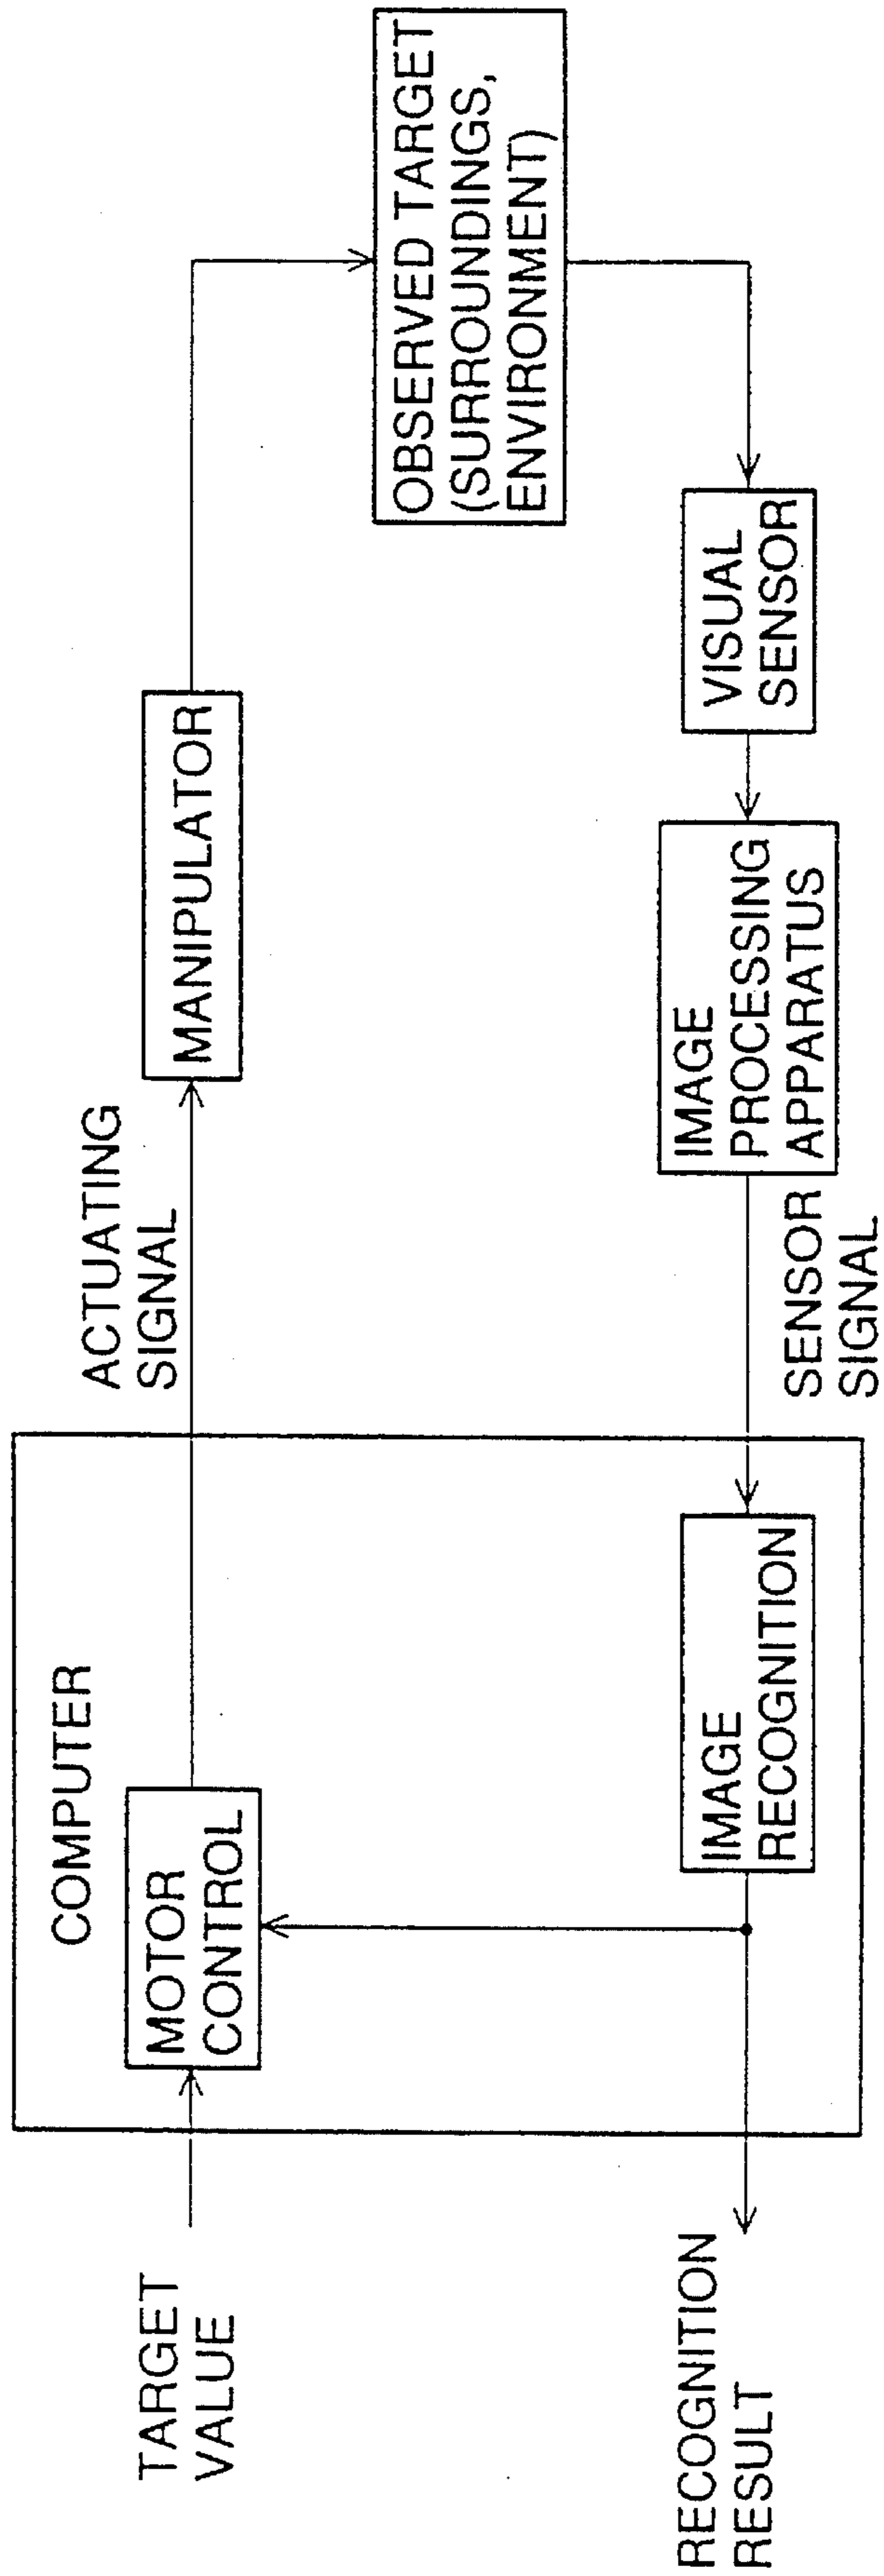 COMPUTER
TARGET
VALUE
MOTOR
CONTROL
ACTUATING
SIGNAL
MANIPULATOR
OBSERVED TARGET
(SURROUNDINGS,
ENVIRONMENT)
VISUAL
SENSOR
IMAGE
PROCESSING
APPARATUS
SENSOR
SIGNAL
IMAGE
RECOGNITION
RECOGNITION
RESULT